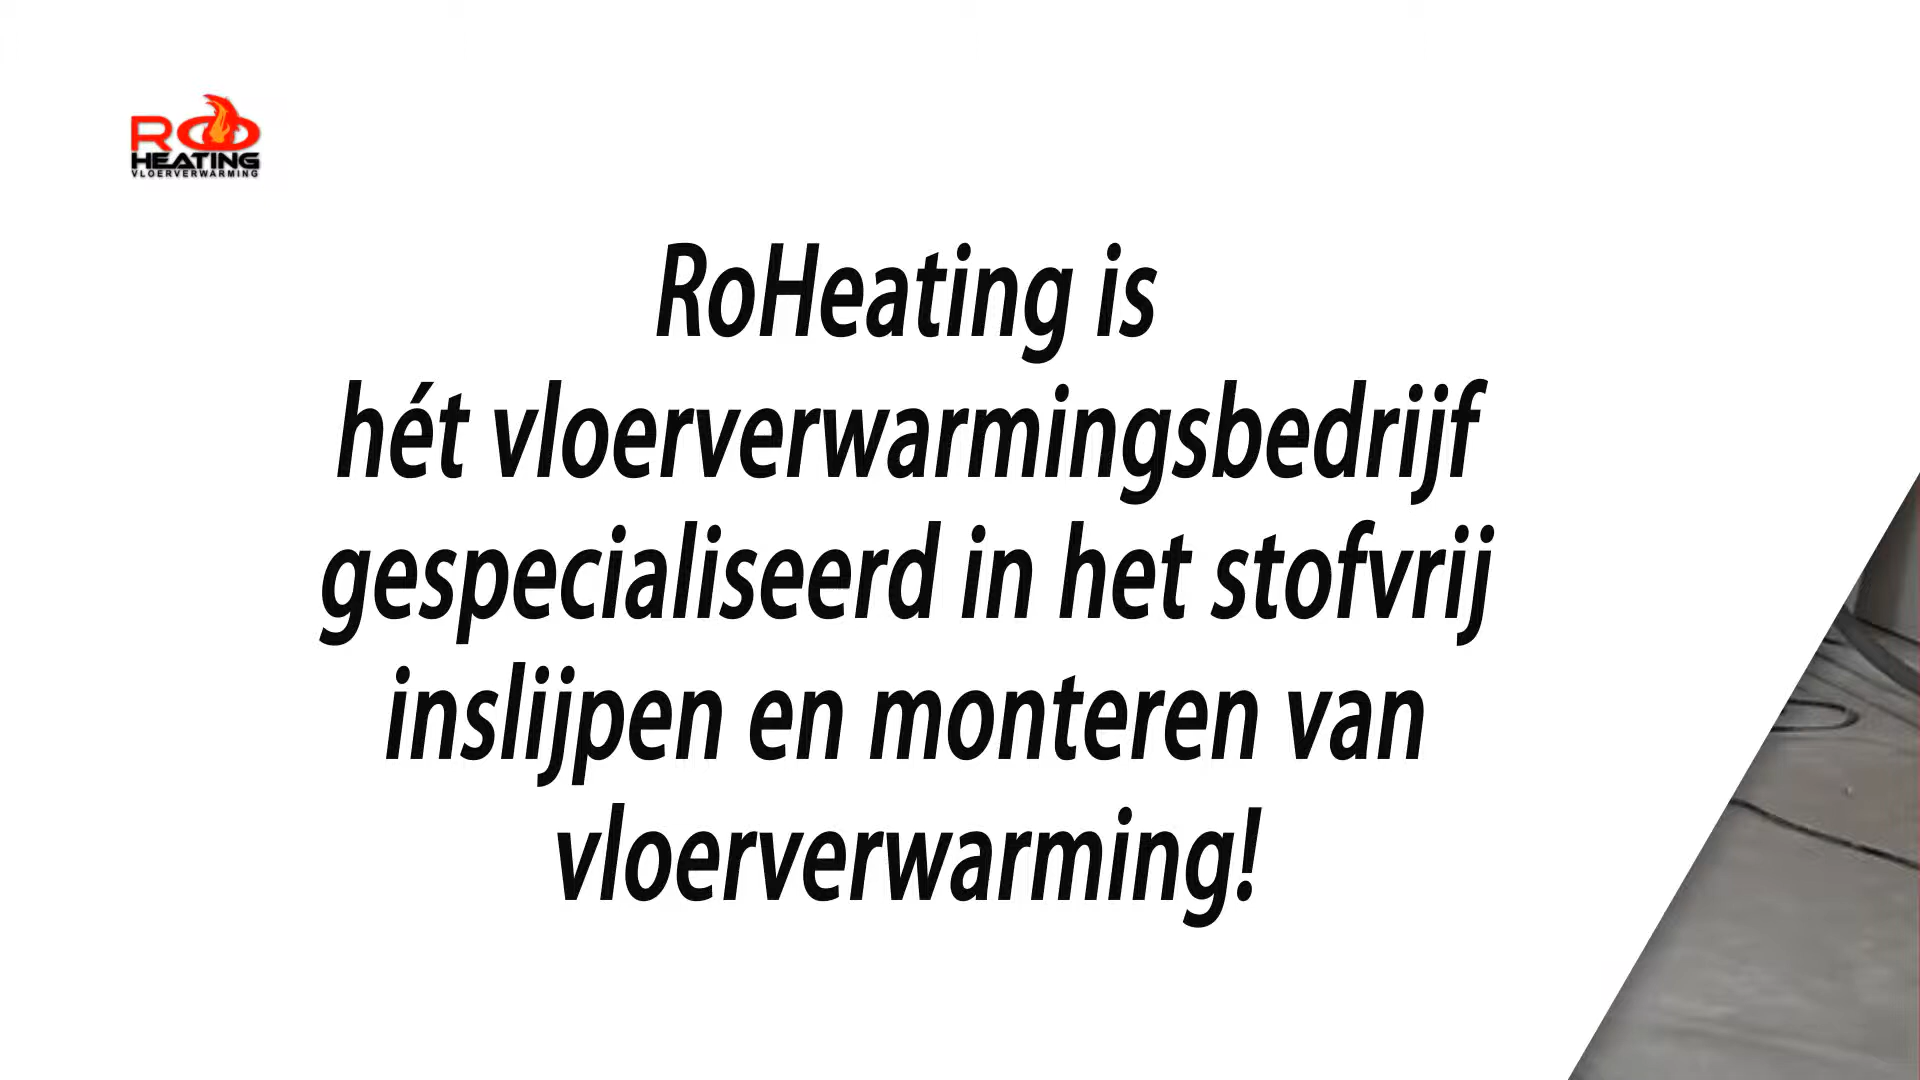 RO
HEATING
VLOERVERWARMING
RoHeating is
hét vloerverwarmingsbedrijf
gespecialiseerd in het stofvrij
inslijpen en monteren van
vloerverwarming!